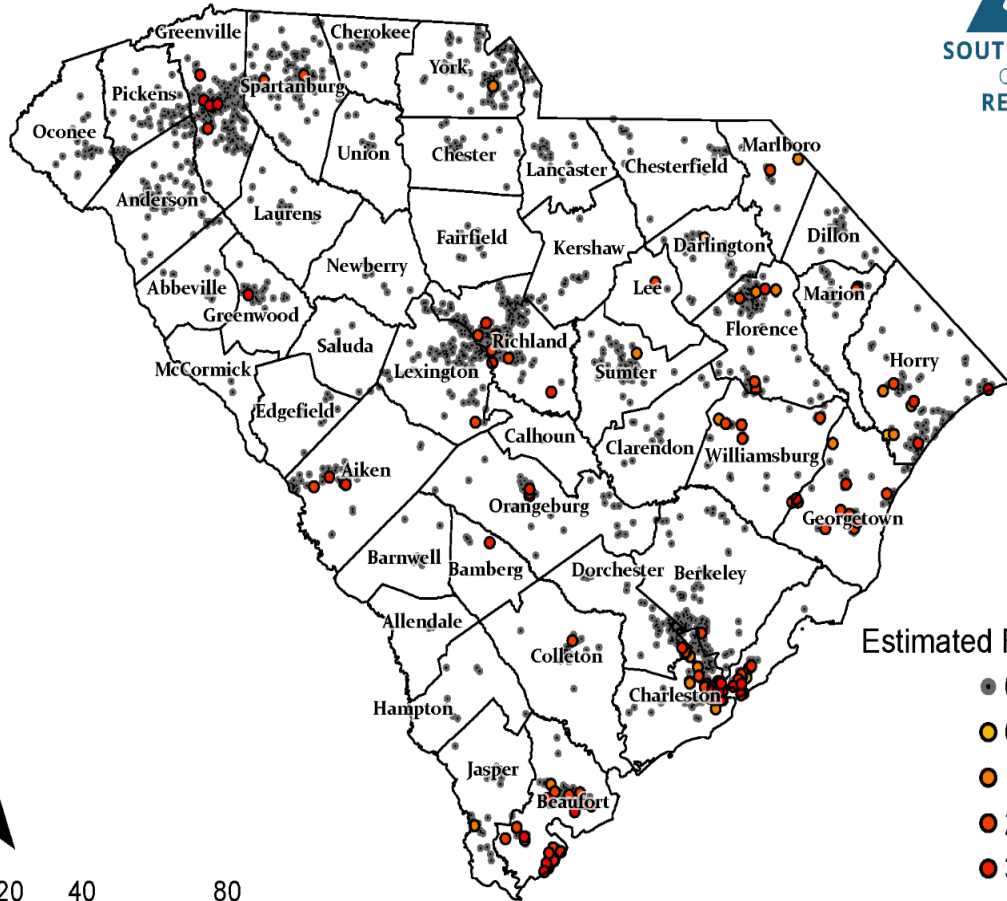 SOUT
RE
Greenville
Cherokee
York
Pickens
Spartanburg
Oconee
Union
Chester
Lancaster
Chesterfield
Marlboro
Anderson
Laurens
Fairfield
Kershaw
Darlington
Dillon
Newberry
Abbeville
Greenwood
Lee
Marion
Florence
Saluda
Richland
Horry
McCormick
Lexington
Sumter
Edgefield
Calhoun
Clarendon
Williamsburg
Aiken
Orangeburg
Georgetown
Barnwell
Bamberg
Dorchester
Berkeley
Allendale
Colleton
Charleston
Hampton
Jasper
Beaufort
Estimated
20 40 80